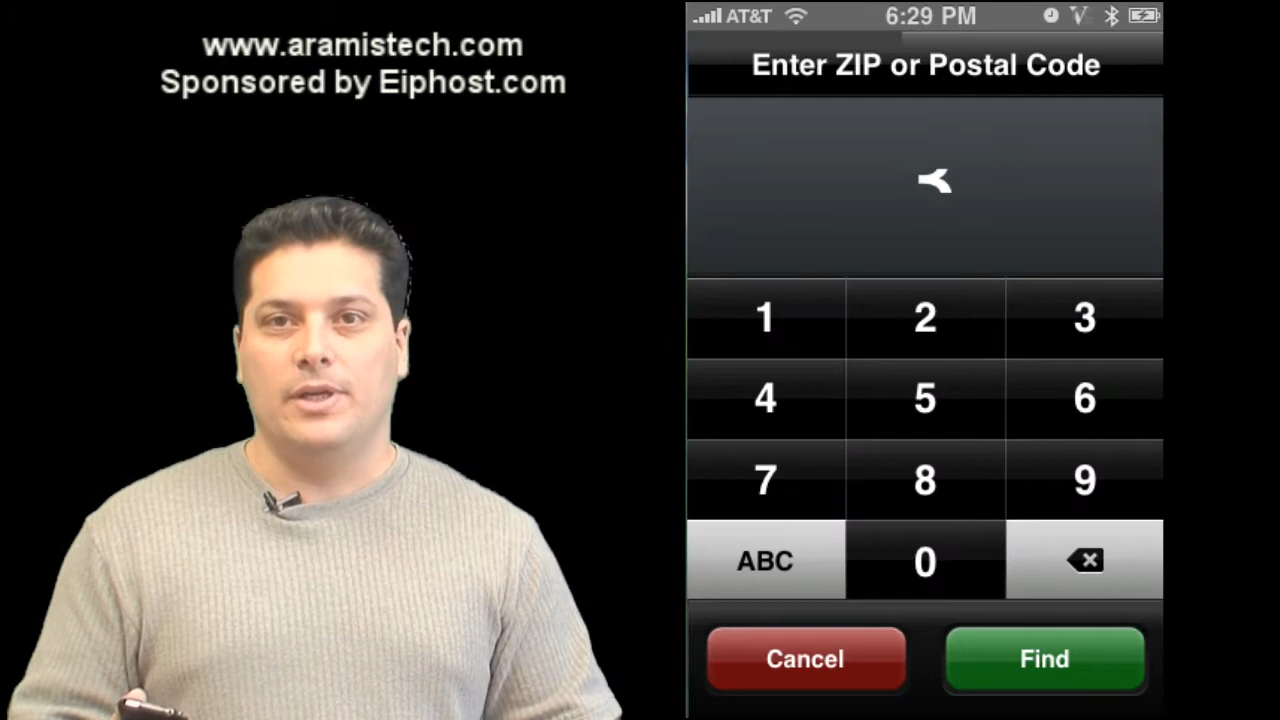 www.aramistech.com
Sponsored by Eiphost.com
AT&T 6:29 PM
Enter ZIP or Postal Code
1 2 3
4 5 6
7 8 9
ABC 0
Cancel Find